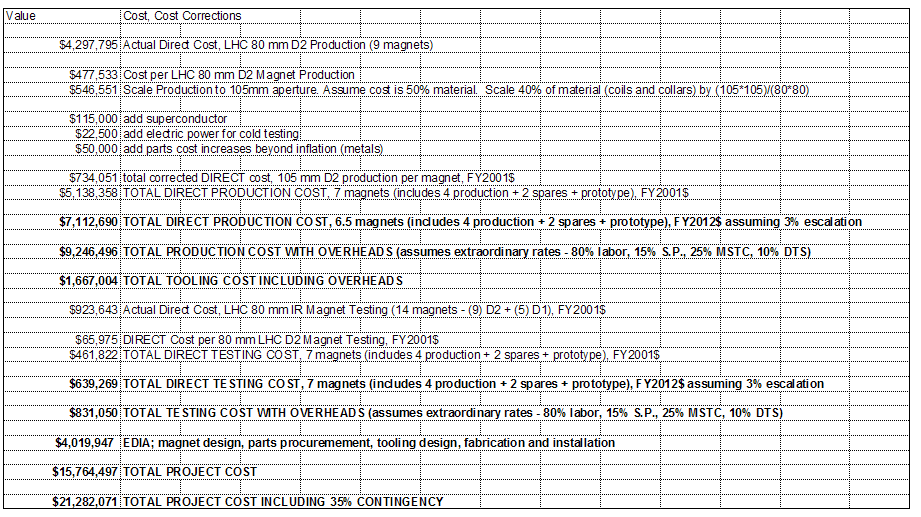 Value Cost, Cost Corrections
$4,297,795 Actual Direct Cost, LHC 80 mm D2 Production (9 magnets)
$477,533 Cost per LHC 80 mm D2 Magnet Production
$546,551 Scale Production to 105mm aperture. Assume cost is 50% material. Scale 40% of material (coils and collars) by (105*105)/(80*80)
$115,000 add superconductor
$22,500 add electric power for cold testing
$50,000 add parts cost increases beyond inflation (metals)
$734,051 total corrected DIRECT cost, 105 mm D2 production per magnet, FY2001$
$5,138,358 TOTAL DIRECT PRODUCTION COST, 7 magnets (includes 4 production + 2 spares + prototype), FY2001$
$7,112,690 TOTAL DIRECT PRODUCTION COST, 6.5 magnets (includes 4 production + 2 spares + prototype), FY2012$ assuming 3% escalation
$9,246,496 TOTAL PRODUCTION COST WITH OVERHEADS (assumes extraordinary rates - 80% labor, 15% S.P., 25% MSTC, 10% DTS)
$1,667,004 TOTAL TOOLING COST INCLUDING OVERHEADS
$923,643 Actual Direct Cost, LHC 80 mm IR Magnet Testing (14 magnets - (9) D2 + (5) D1), FY2001$
$65,975 DIRECT Cost per 80 mm LHC D2 Magnet Testing, FY2001$
$461,822 TOTAL DIRECT TESTING COST, 7 magnets (includes 4 production + 2 spares + prototype), FY2001$
$639,269 TOTAL DIRECT TESTING COST, 7 magnets (includes 4 production + 2 spares + prototype), FY2012$ assuming 3% escalation
$831,050 TOTAL TESTING COST WITH OVERHEADS (assumes extraordinary rates - 80% labor, 15% S.P., 25% MSTC, 10% DTS)
$4,019,947 EDIA; magnet design, parts procuremement, tooling design, fabrication and installation
$15,764,497 TOTAL PROJECT COST
$21,282,071 TOTAL PROJECT COST INCLUDING 35% CONTINGENCY